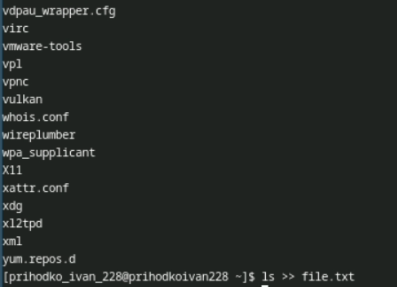 vdpau_wrapper.cfg
virc
vmware-tools
vpl
vpnc
vulkan
whois.conf
wireplumber
wpa_supplicant
X11
xattr.conf
xdg
xl2tpd
xml
yum.repos.d
[prihodko_ivan_228@prihodkoivan228 ~]$ ls >> file.txt